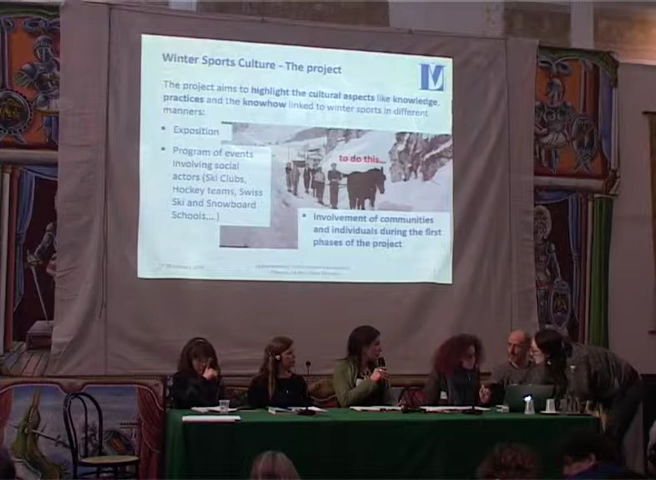 Winter Sports Culture - The project
The project aims to highlight the cultural aspects like knowledge,
practices and the knowhow linked to winter sports in different
manners:
• Exposition
• Program of events
involving social
actors (Ski Clubs,
Hockey teams, Swiss
Ski and Snowboard
Schools,...)
to do this...
• Involvement of communities
and individuals during the first
phases of the project